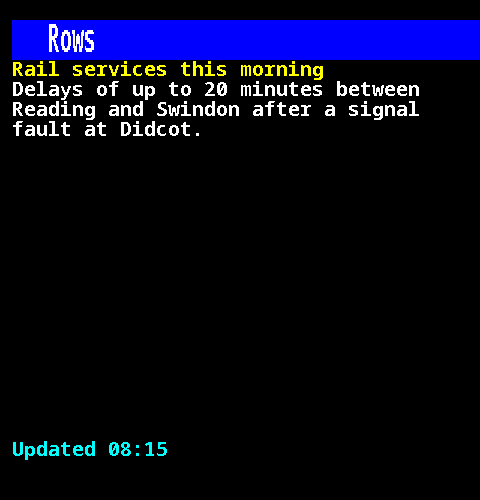 Rows
Rail services this morning
Delays of up to 20 minutes between
Reading and Swindon after a signal
fault at Didcot.
Updated 08:15